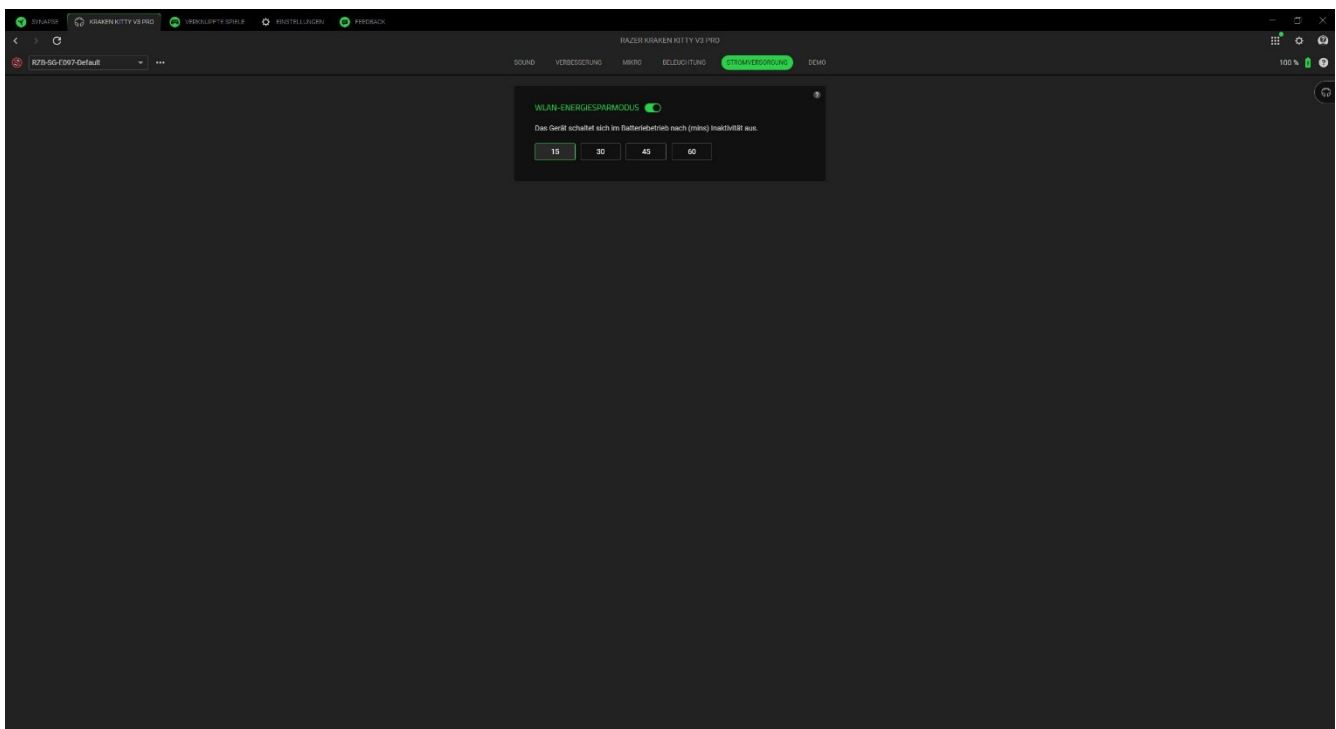 SYNAPSE KRAKEN KITTY V3 PRO VERKNÜPFTE SPIELE EINSTELLUNGEN FEEDBACK
RAZER KRAKEN KITTY V3 PRO
RZB-SG-E097-Default SOUND VERBESSERUNG MIKRO BELEUCHTUNG STROMVERSORGUNG DEMO 100 %
WLAN-ENERGIESPARMODUS
Das Gerät schaltet sich im Batteriebetrieb nach (mins) Inaktivität aus.
15 30 45 60